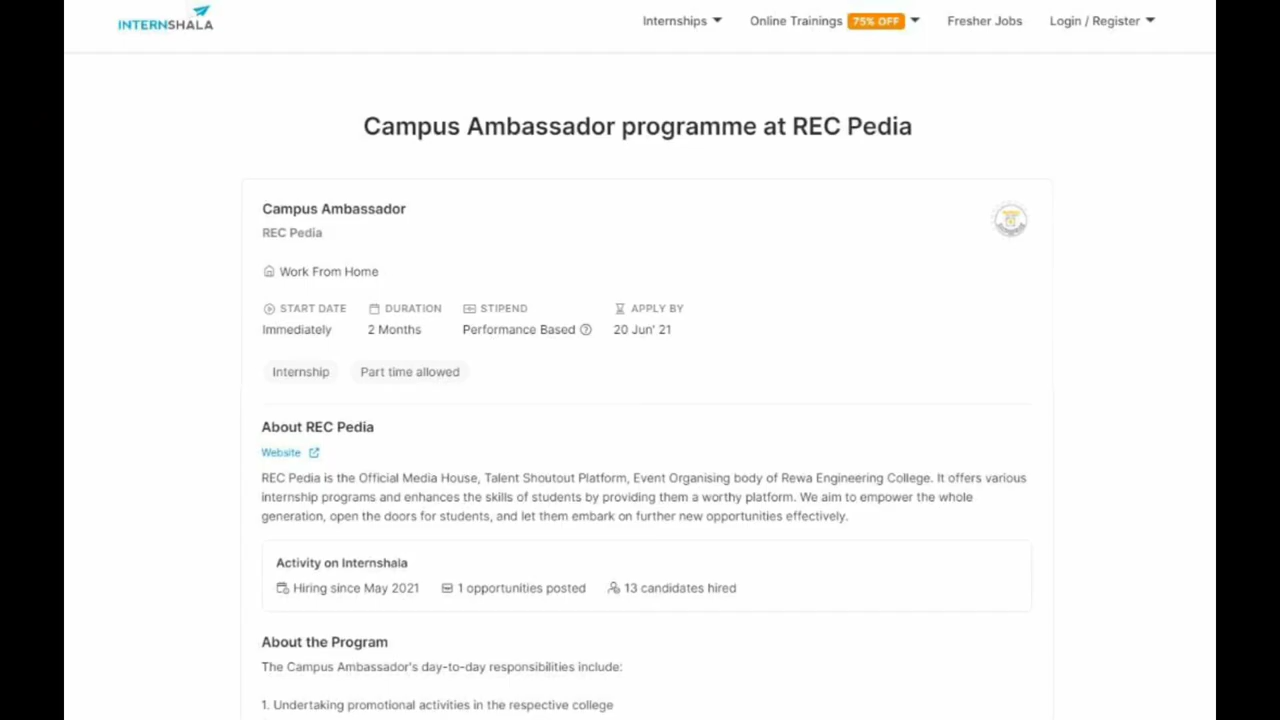 INTERNSHALA
Internships Online Trainings 75% OFF Fresher Jobs Login / Register
Campus Ambassador programme at REC Pedia
Campus Ambassador
REC Pedia
Work From Home
START DATE DURATION STIPEND APPLY BY
Immediately 2 Months Performance Based 20 Jun' 21
Internship Part time allowed
About REC Pedia
Website
REC Pedia is the Official Media House, Talent Shoutout Platform, Event Organising body of Rewa Engineering College. It offers various
internship programs and enhances the skills of students by providing them a worthy platform. We aim to empower the whole
generation, open the doors for students, and let them embark on further new opportunities effectively.
Activity on Internshala
Hiring since May 2021 1 opportunities posted 13 candidates hired
About the Program
The Campus Ambassador's day-to-day responsibilities include:
1. Undertaking promotional activities in the respective college